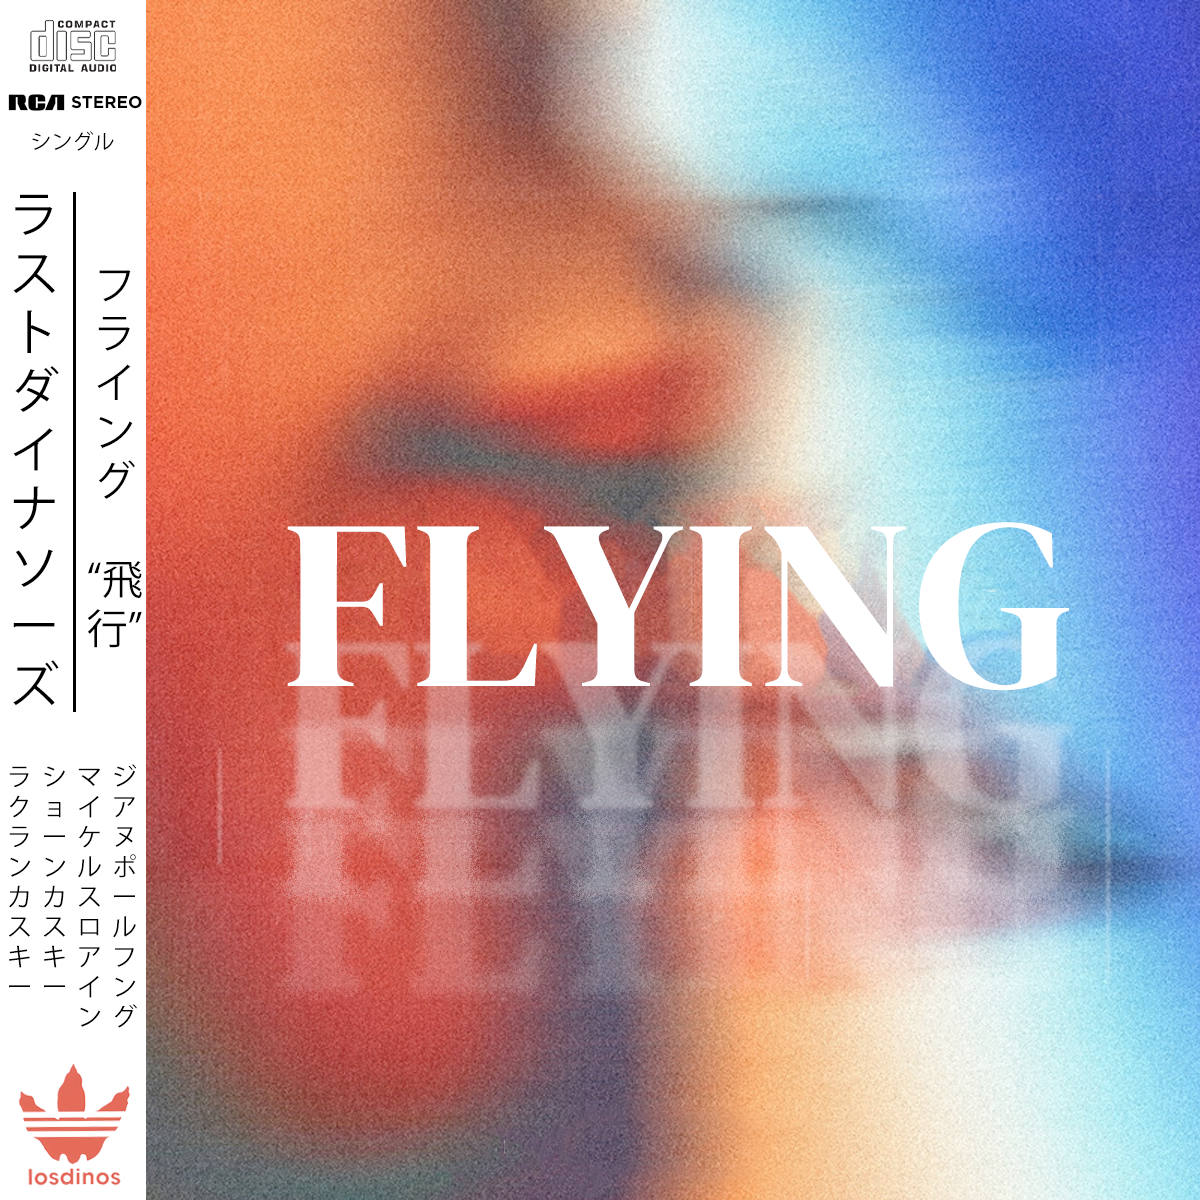 COMPACT
disc
DIGITAL AUDIO
RCA STEREO
シングル
フライング “飛行”
ラストダイナソーズ
FLYING
FLYING
FLYING
FLYING
ジアヌポールフング
マイケルスロアイン
ショーンカスキー
ラクランカスキー
losdinos